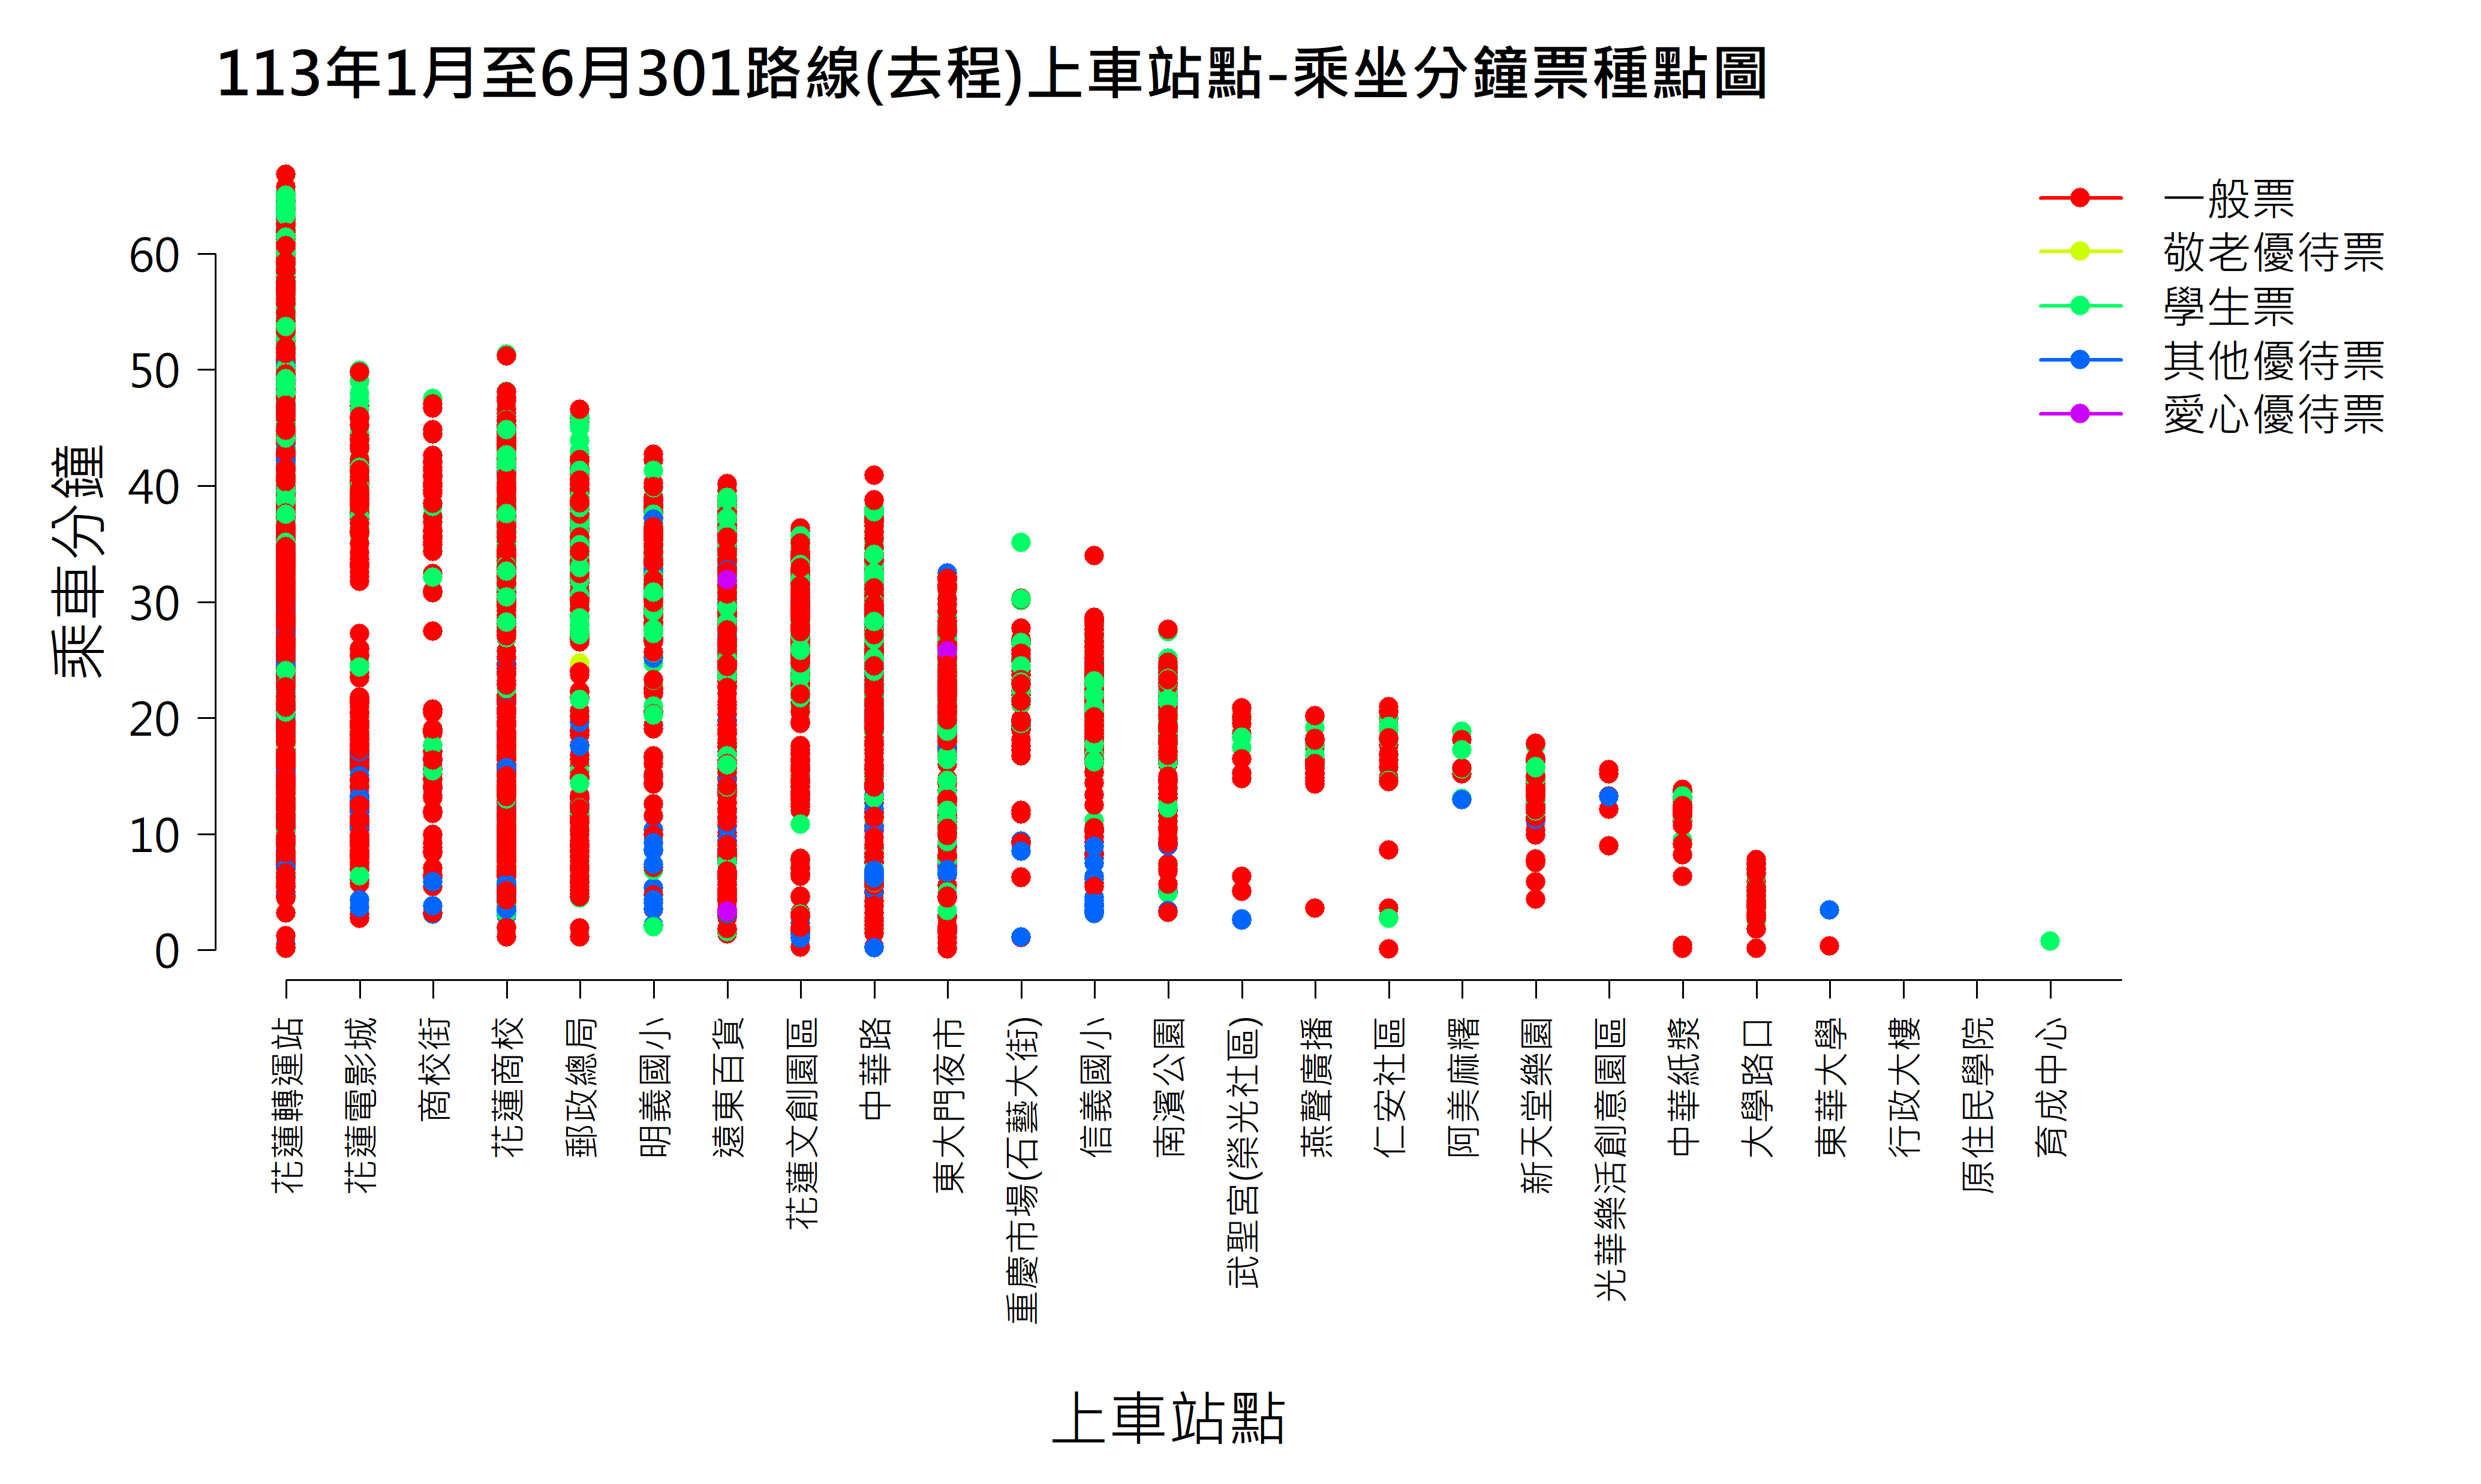 113年1月至6月301路線(去程)上車站點-乘坐分鐘票種點圖
一般票
敬老優待票
學生票
其他優待票
愛心優待票
乘車分鐘
60
50
40
30
20
10
0
花蓮轉運站
花蓮電影城
商校街
花蓮商校
郵政總局
明義國小
遠東百貨
花蓮文創園區
中華路
東大門夜市
重慶市場(石藝大街)
信義國小
南濱公園
武聖宮(榮光社區)
燕聲廣播
仁安社區
阿美麻糬
新天堂樂園
光華樂活創意園區
中華紙漿
大學路口
東華大學
行政大樓
原住民學院
育成中心
上車站點